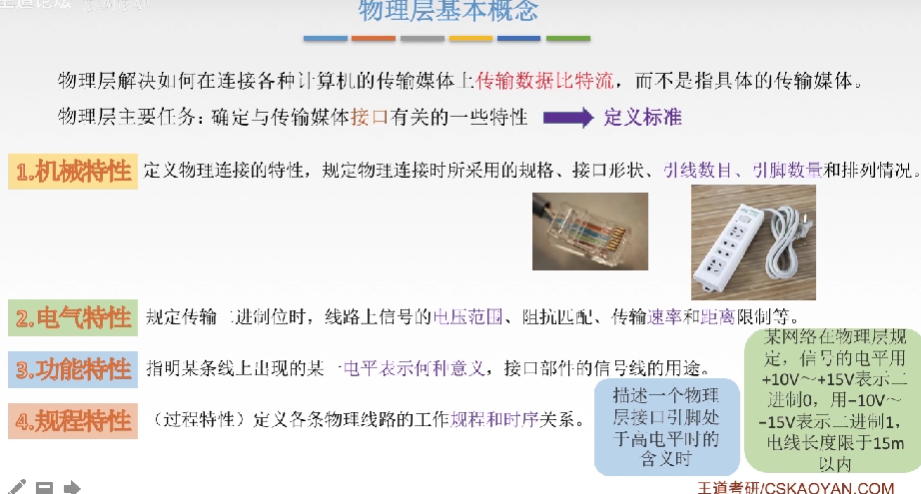 物理层基本概念
物理层解决如何在连接各种计算机的传输媒体上传输数据比特流，而不是指具体的传输媒体。
物理层主要任务：确定与传输媒体接口有关的一些特性
定义标准
1.机械特性
定义物理连接的特性，规定物理连接时所采用的规格、接口形状、引线数目、引脚数量和排列情况。
2.电气特性
规定传输二进制位时，线路上信号的电压范围、阻抗匹配、传输速率和距离限制等。
3.功能特性
指明某条线上出现的某一电平表示何种意义，接口部件的信号线的用途。
4.规程特性
（过程特性）定义各条物理线路的工作规程和时序关系。
描述一个物理
层接口引脚处
于高电平时的
含义时
某网络在物理层规
定，信号的电平用
+10V～+15V表示二
进制0，用-10V～
-15V表示二进制1，
电线长度限于15m
以内
王道考研/CSKAOYAN.COM